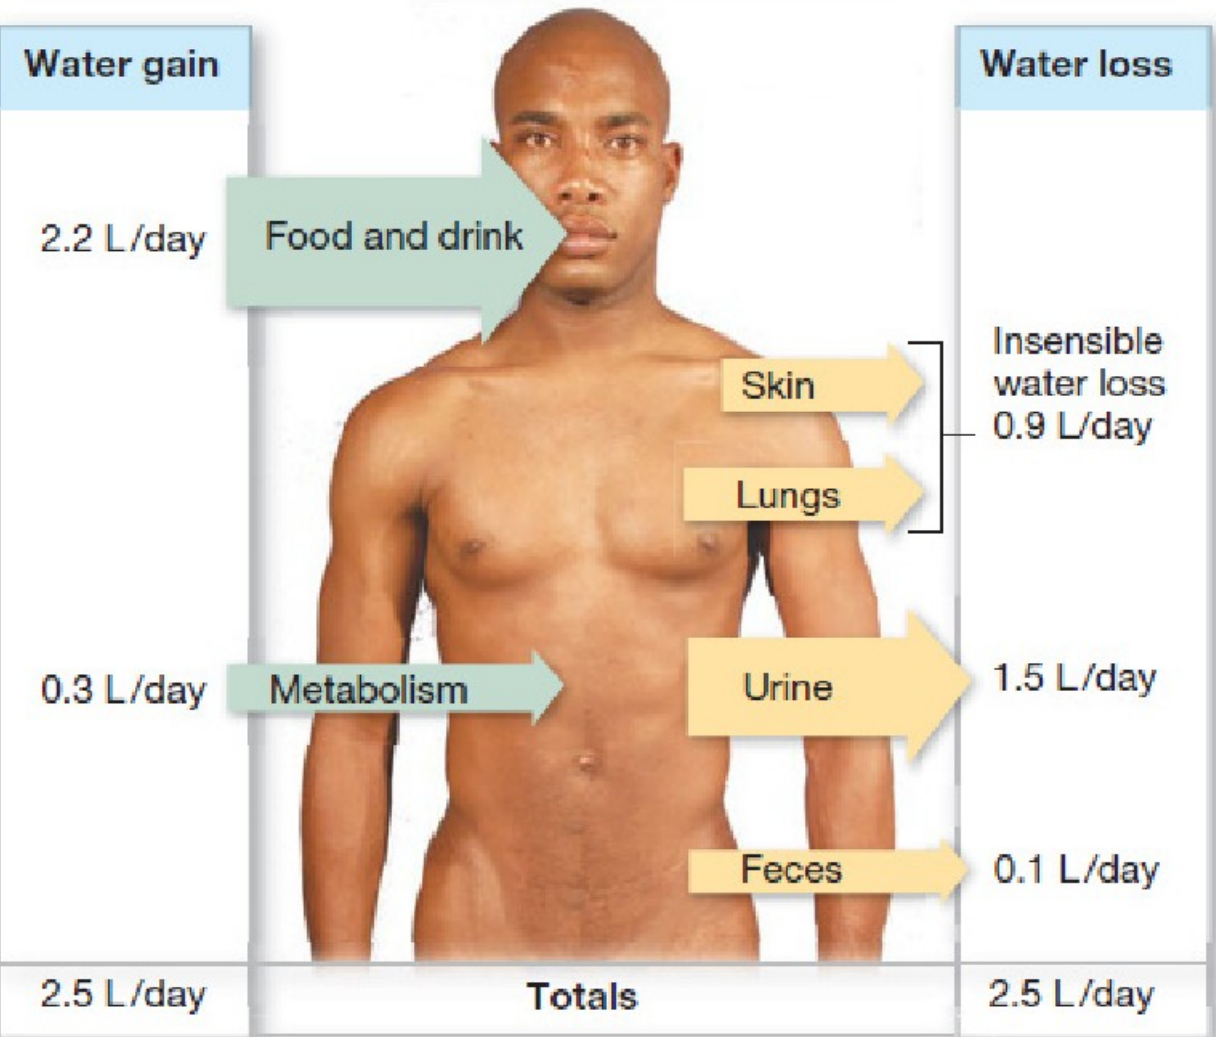 Water gain
Water loss
2.2 L/day
Food and drink
Skin
Lungs
Insensible
water loss
0.9 L/day
0.3 L/day
Metabolism
Urine
1.5 L/day
Feces
0.1 L/day
2.5 L/day
Totals
2.5 L/day